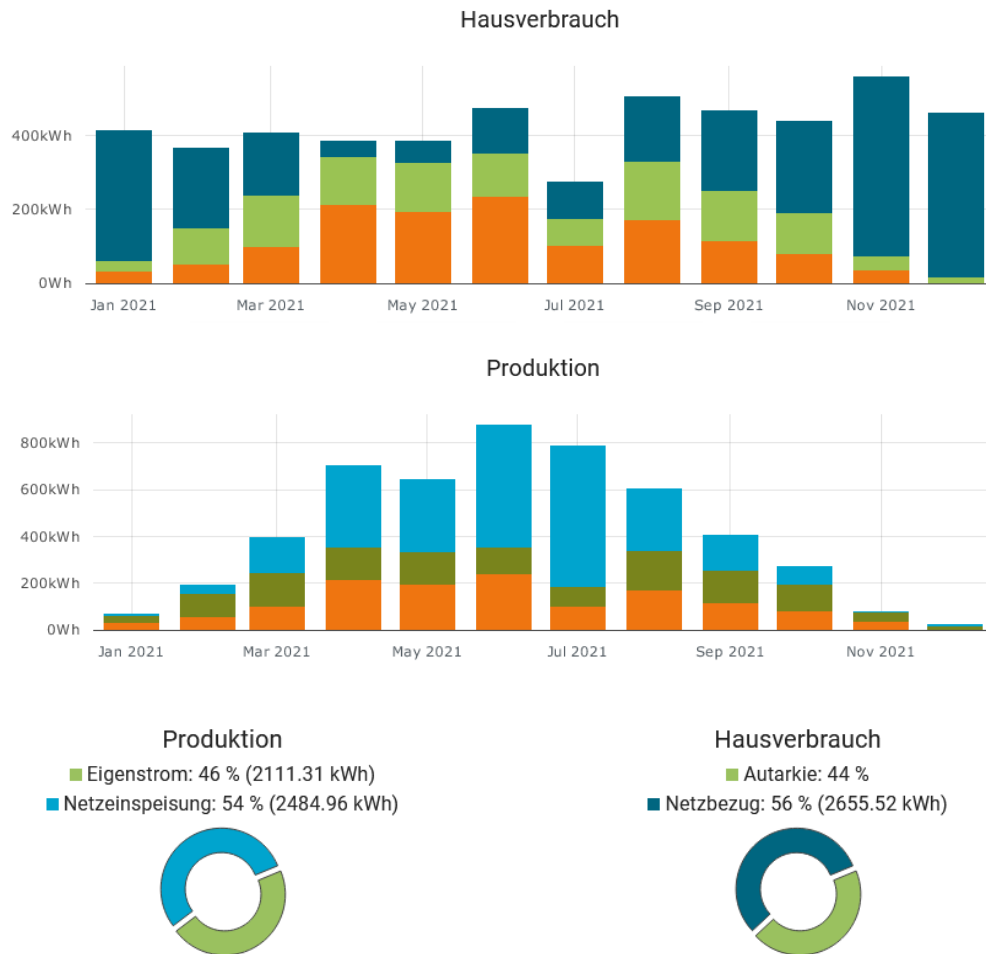 Hausverbrauch
400kWh
200kWh
0Wh
Jan 2021 Mar 2021 May 2021 Jul 2021 Sep 2021 Nov 2021
Produktion
800kWh
600kWh
400kWh
200kWh
0Wh
Jan 2021 Mar 2021 May 2021 Jul 2021 Sep 2021 Nov 2021
Produktion
Eigenstrom: 46 % (2111.31 kWh)
Netzeinspeisung: 54 % (2484.96 kWh)
Hausverbrauch
Autarkie: 44 %
Netzbezug: 56 % (2655.52 kWh)